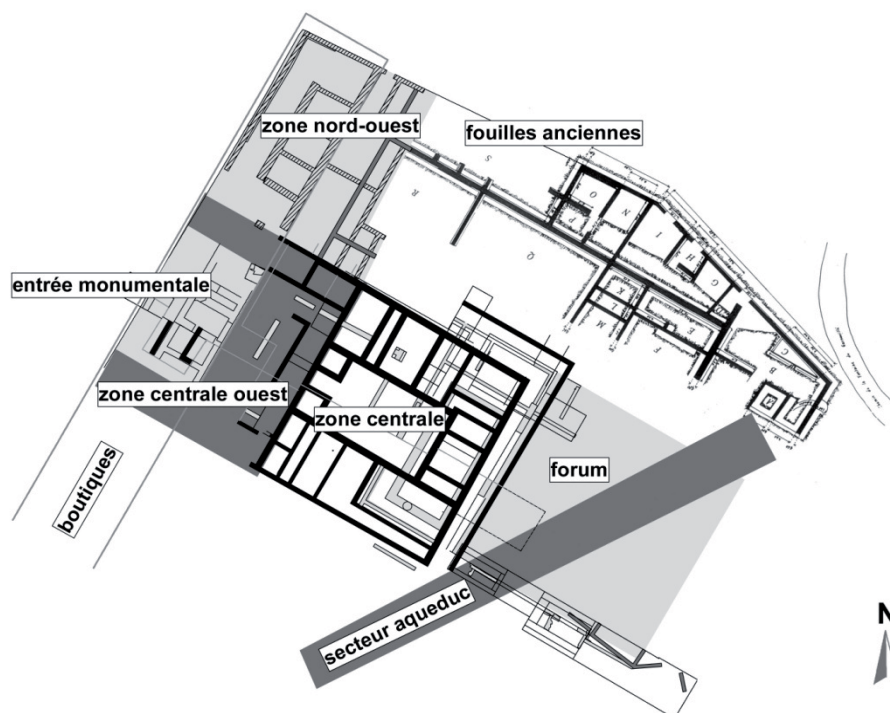 zone nord-ouest
fouilles anciennes
S
R
O
P
N
I
H
G
Q
K
L
M
E
F
C
B
A
entrée monumentale
zone centrale ouest
zone centrale
forum
boutiques
secteur aqueduc
N